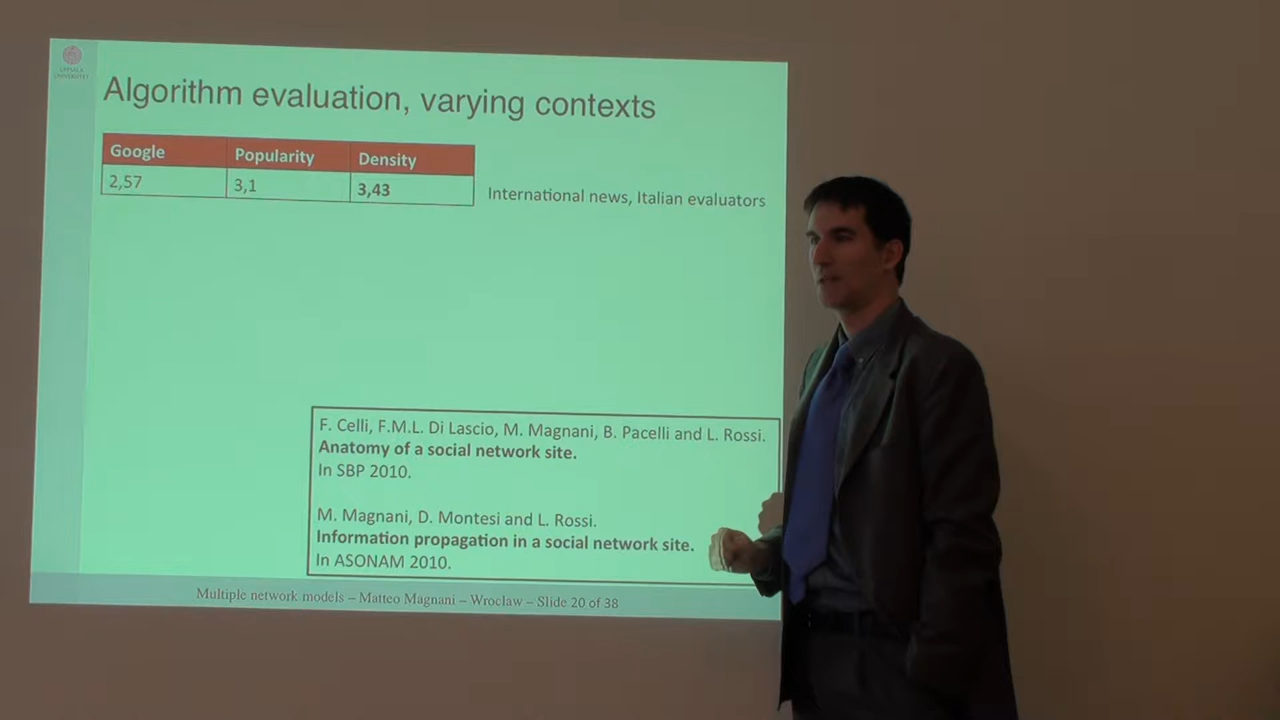 UPPSALA
UNIVERSITET
Algorithm evaluation, varying contexts
Google Popularity Density
2,57 3,1 3,43
International news, Italian evaluators
F. Celli, F.M.L. Di Lascio, M. Magnani, B. Pacelli and L. Rossi.
Anatomy of a social network site.
In SBP 2010.
M. Magnani, D. Montesi and L. Rossi.
Information propagation in a social network site.
In ASONAM 2010.
Multiple network models – Matteo Magnani – Wroclaw – Slide 20 of 38